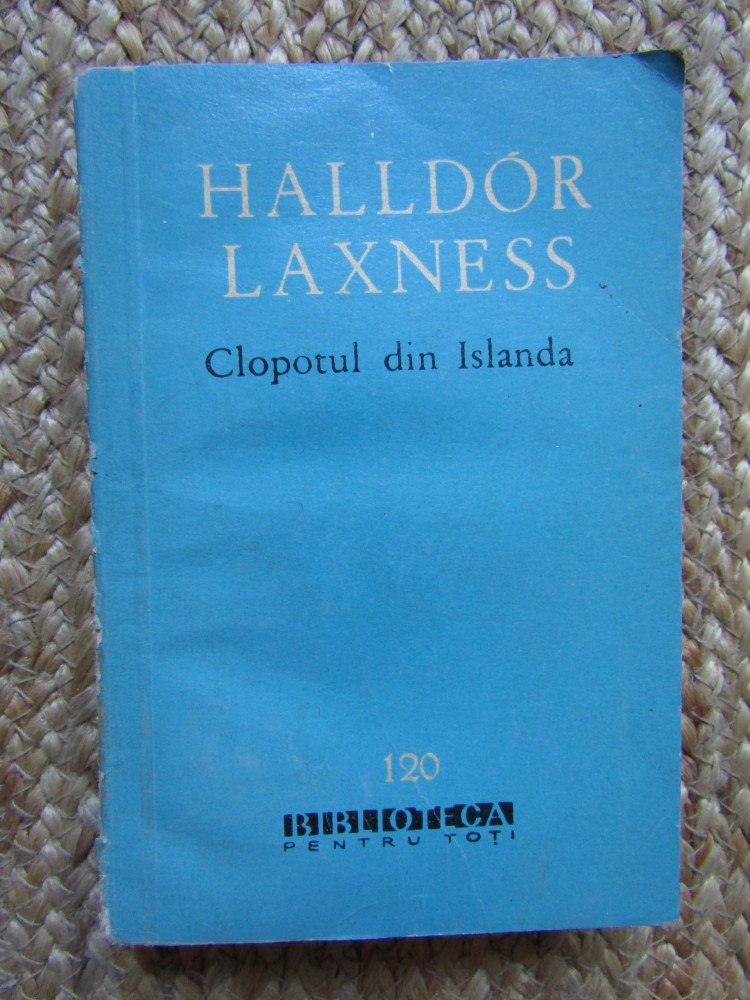 HALLDÓR
LAXNESS
Clopotul din Islanda
120
BIBLIOTECA
PENTRU TOȚI